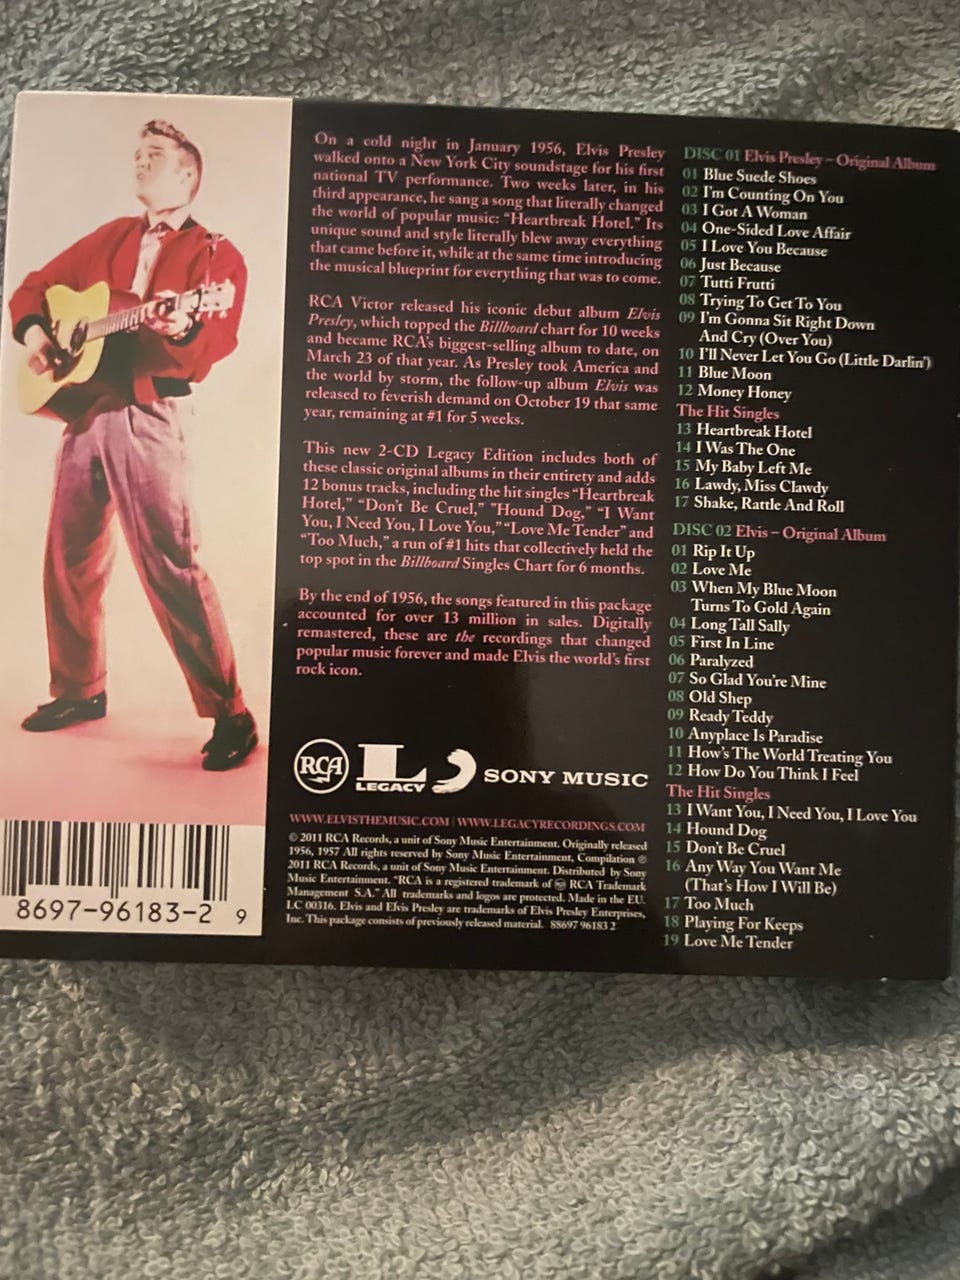 On a cold night in January 1956, Elvis Presley
walked onto a New York City soundstage for his first
national TV performance. Two weeks later, in his
third appearance, he sang a song that literally changed
the world of popular music: “Heartbreak Hotel.” Its
unique sound and style literally blew away everything
that came before it, while at the same time introducing
the musical blueprint for everything that was to come.
RCA Victor released his iconic debut album Elvis
Presley, which topped the Billboard chart for 10 weeks
and became RCA's biggest-selling album to date, on
March 23 of that year. As Presley took America and
the world by storm, the follow-up album Elvis was
released to feverish demand on October 19 that same
year, remaining at #1 for 5 weeks.
This new 2-CD Legacy Edition includes both of
these classic original albums in their entirety and adds
12 bonus tracks, including the hit singles “Heartbreak
Hotel,” “Don't Be Cruel,” “Hound Dog,” “I Want
You, I Need You, I Love You,” “Love Me Tender” and
“Too Much,” a run of #1 hits that collectively held the
top spot in the Billboard Singles Chart for 6 months.
By the end of 1956, the songs featured in this package
accounted for over 13 million in sales. Digitally
remastered, these are the recordings that changed
popular music forever and made Elvis the world's first
rock icon.
RCA
L
LEGACY
SONY MUSIC
WWW.ELVISTHEMUSIC.COM | WWW.LEGACYRECORDINGS.COM
© 2011 RCA Records, a unit of Sony Music Entertainment. Originally released
1956, 1957 All rights reserved by Sony Music Entertainment, Compilation ℗
2011 RCA Records, a unit of Sony Music Entertainment. Distributed by Sony
Music Entertainment. “RCA is a registered trademark of RCA Trademark
Management S.A.” All trademarks and logos are protected. Made in the EU.
LC 00316. Elvis and Elvis Presley are trademarks of Elvis Presley Enterprises,
Inc. This package consists of previously released material. 88697 96183 2
8697-96183-2 9
DISC 01 Elvis Presley – Original Album
01 Blue Suede Shoes
02 I'm Counting On You
03 I Got A Woman
04 One-Sided Love Affair
05 I Love You Because
06 Just Because
07 Tutti Frutti
08 Trying To Get To You
09 I'm Gonna Sit Right Down
And Cry (Over You)
10 I'll Never Let You Go (Little Darlin')
11 Blue Moon
12 Money Honey
The Hit Singles
13 Heartbreak Hotel
14 I Was The One
15 My Baby Left Me
16 Lawdy, Miss Clawdy
17 Shake, Rattle And Roll
DISC 02 Elvis – Original Album
01 Rip It Up
02 Love Me
03 When My Blue Moon
Turns To Gold Again
04 Long Tall Sally
05 First In Line
06 Paralyzed
07 So Glad You're Mine
08 Old Shep
09 Ready Teddy
10 Anyplace Is Paradise
11 How's The World Treating You
12 How Do You Think I Feel
The Hit Singles
13 I Want You, I Need You, I Love You
14 Hound Dog
15 Don't Be Cruel
16 Any Way You Want Me
(That's How I Will Be)
17 Too Much
18 Playing For Keeps
19 Love Me Tender